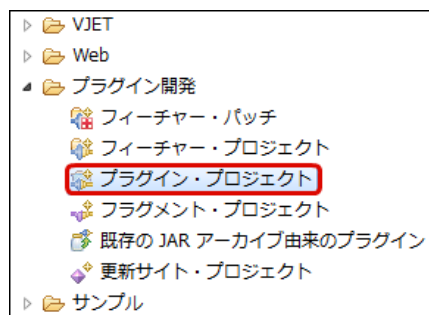 VJET
Web
プラグイン開発
フィーチャー・パッチ
フィーチャー・プロジェクト
プラグイン・プロジェクト
フラグメント・プロジェクト
既存の JAR アーカイブ由来のプラグイン
更新サイト・プロジェクト
サンプル